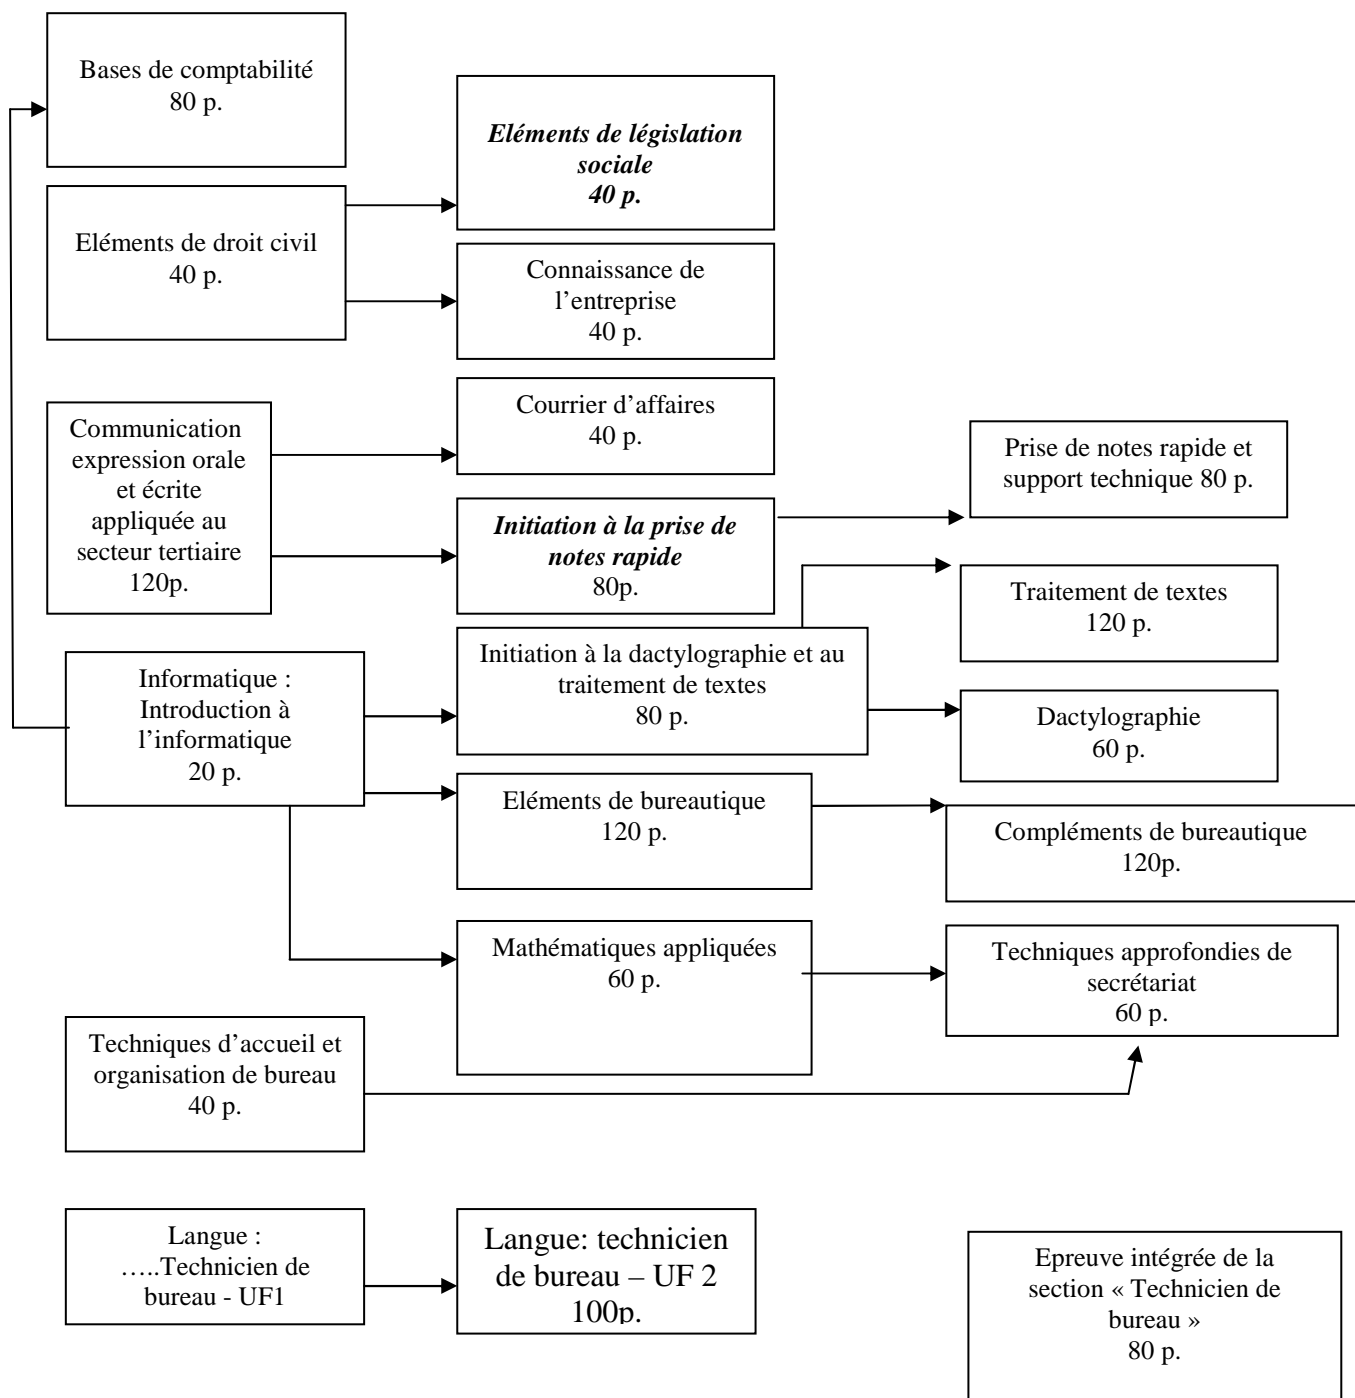 Bases de comptabilité
80 p.
Eléments de législation
sociale
40 p.
Eléments de droit civil
40 p.
Connaissance de
l’entreprise
40 p.
Courrier d’affaires
40 p.
Communication
expression orale
et écrite
appliquée au
secteur tertiaire
120p.
Prise de notes rapide et
support technique 80 p.
Initiation à la prise de
notes rapide
80p.
Traitement de textes
120 p.
Initiation à la dactylographie et au
traitement de textes
80 p.
Informatique :
Introduction à
l’informatique
20 p.
Dactylographie
60 p.
Eléments de bureautique
120 p.
Compléments de bureautique
120p.
Mathématiques appliquées
60 p.
Techniques approfondies de
secrétariat
60 p.
Techniques d’accueil et
organisation de bureau
40 p.
Langue :
…..Technicien de
bureau - UF1
Langue: technicien
de bureau – UF 2
100p.
Epreuve intégrée de la
section « Technicien de
bureau »
80 p.